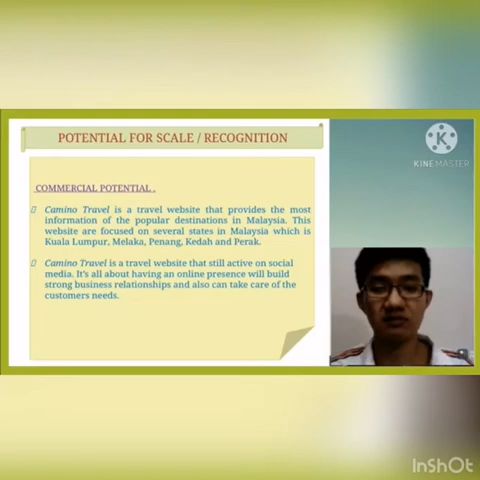 POTENTIAL FOR SCALE / RECOGNITION
COMMERCIAL POTENTIAL .
Camino Travel is a travel website that provides the most
information of the popular destinations in Malaysia. This
website are focused on several states in Malaysia which is
Kuala Lumpur, Melaka, Penang, Kedah and Perak.
Camino Travel is a travel website that still active on social
media. It's all about having an online presence will build
strong business relationships and also can take care of the
customers needs.
KINEMASTER
InShOt